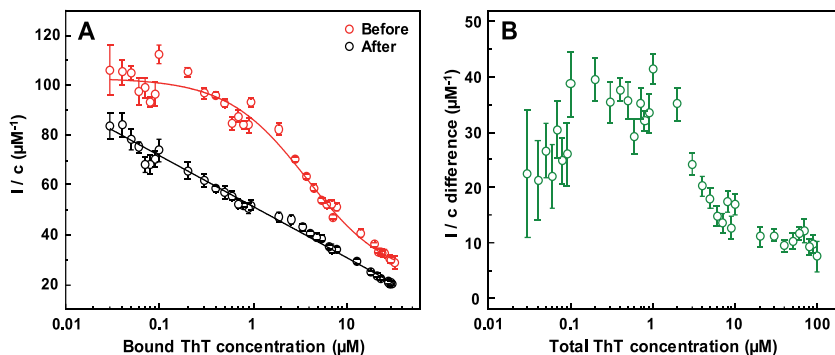 A
Before
After
I / c (µM⁻¹)
120
100
80
60
40
20
0.01
0.1
1
10
Bound ThT concentration (µM)
B
I / c difference (µM⁻¹)
50
40
30
20
10
0
0.01
0.1
1
10
100
Total ThT concentration (µM)